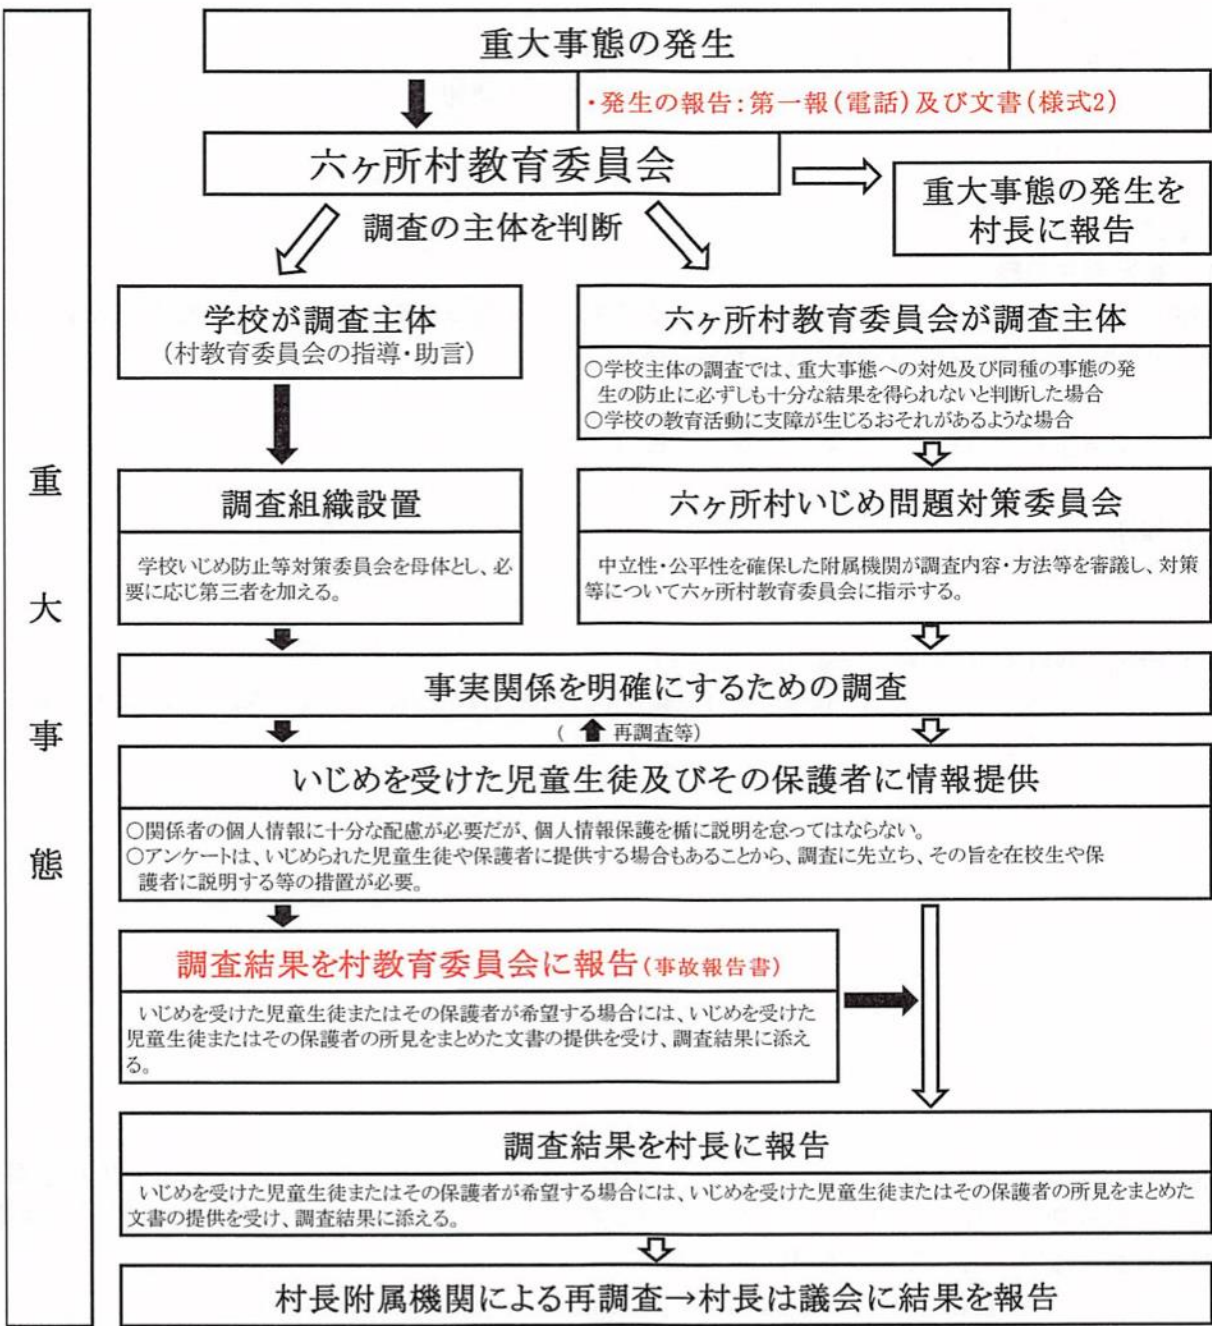 重大事態
重大事態の発生
・発生の報告:第一報(電話)及び文書(様式2)
六ヶ所村教育委員会
重大事態の発生を
村長に報告
調査の主体を判断
学校が調査主体
(村教育委員会の指導・助言)
六ヶ所村教育委員会が調査主体
○学校主体の調査では、重大事態への対処及び同種の事態の発
生の防止に必ずしも十分な結果を得られないと判断した場合
○学校の教育活動に支障が生じるおそれがあるような場合
調査組織設置
学校いじめ防止等対策委員会を母体とし、必
要に応じ第三者を加える。
六ヶ所村いじめ問題対策委員会
中立性・公平性を確保した附属機関が調査内容・方法等を審議し、対策
等について六ヶ所村教育委員会に指示する。
事実関係を明確にするための調査
(再調査等)
いじめを受けた児童生徒及びその保護者に情報提供
○関係者の個人情報に十分な配慮が必要だが、個人情報保護を楯に説明を怠ってはならない。
○アンケートは、いじめられた児童生徒や保護者に提供する場合もあることから、調査に先立ち、その旨を在校生や保
護者に説明する等の措置が必要。
調査結果を村教育委員会に報告(事故報告書)
いじめを受けた児童生徒またはその保護者が希望する場合には、いじめを受けた
児童生徒またはその保護者の所見をまとめた文書の提供を受け、調査結果に添え
る。
調査結果を村長に報告
いじめを受けた児童生徒またはその保護者が希望する場合には、いじめを受けた児童生徒またはその保護者の所見をまとめた
文書の提供を受け、調査結果に添える。
村長附属機関による再調査→村長は議会に結果を報告